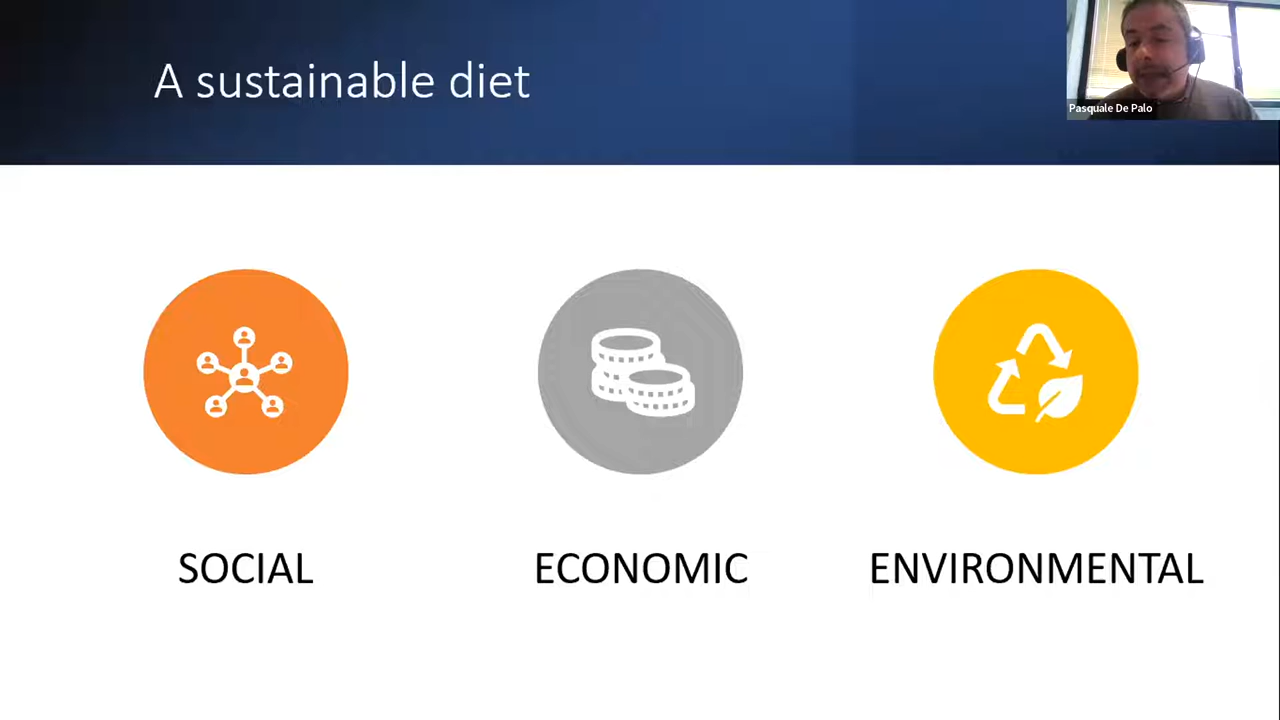 A sustainable diet
Pasquale De Palo
SOCIAL
ECONOMIC
ENVIRONMENTAL